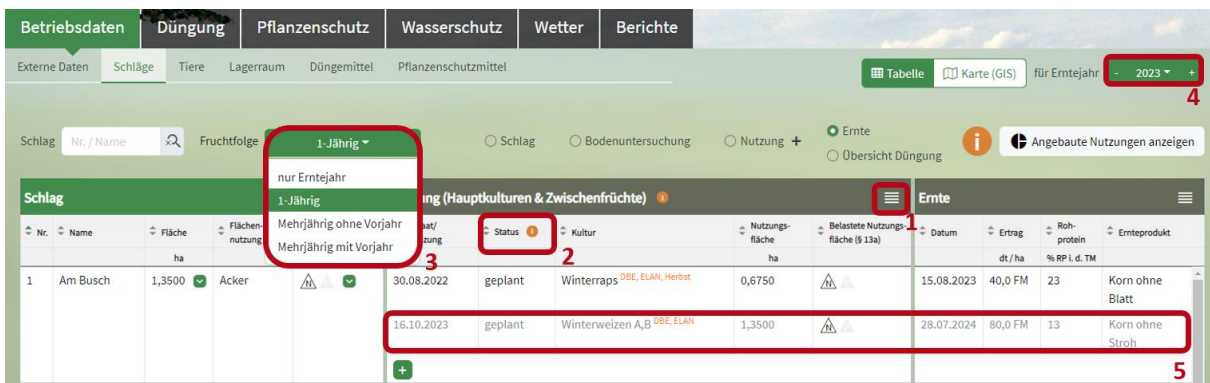 Betriebsdaten Düngung Pflanzenschutz Wasserschutz Wetter Berichte
Externe Daten Schläge Tiere Lagerraum Düngemittel Pflanzenschutzmittel
Tabelle Karte (GIS) für Erntejahr - 2023 +
4
Schlag Nr. / Name Fruchtfolge 1-Jährig Schlag Bodenuntersuchung Nutzung + Ernte
Übersicht Düngung
i Angebaute Nutzungen anzeigen
nur Erntejahr
1-Jährig
Mehrjährig ohne Vorjahr
Mehrjährig mit Vorjahr
3
Schlag (Hauptkulturen & Zwischenfrüchte) Ernte
1
Nr. Name Fläche Flächen- Status Kultur Nutzungs- Belastete Nutzungs- Datum Ertrag Roh- Ernteprodukt
fläche fläche (§ 13a) protein
2
ha ha dt / ha % RP i. d. TM
1 Am Busch 1,3500 Acker N 30.08.2022 geplant Winterraps DBE, ELAN, Herbst 0,6750 N 15.08.2023 40,0 FM 23 Korn ohne
Blatt
16.10.2023 geplant Winterweizen A,B DBE, ELAN 1,3500 N 28.07.2024 80,0 FM 13 Korn ohne
Stroh
+
5